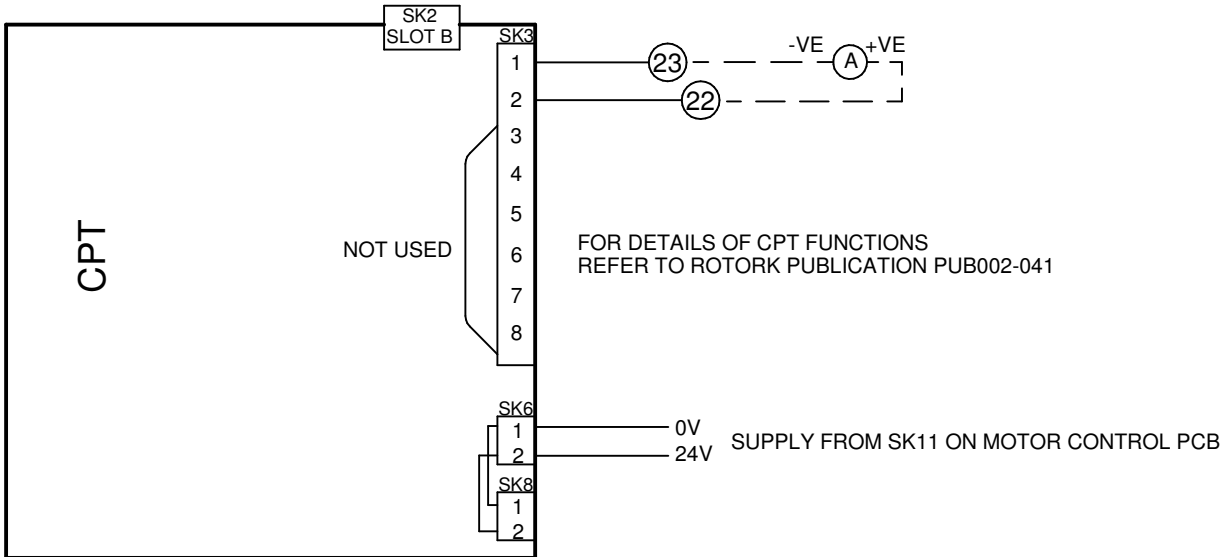 SK2
SLOT B
SK3
1
23
-VE
A
+VE
2
22
3
4
5
6
7
8
NOT USED
CPT
FOR DETAILS OF CPT FUNCTIONS
REFER TO ROTORK PUBLICATION PUB002-041
SK6
1
0V
2
24V
SUPPLY FROM SK11 ON MOTOR CONTROL PCB
SK8
1
2